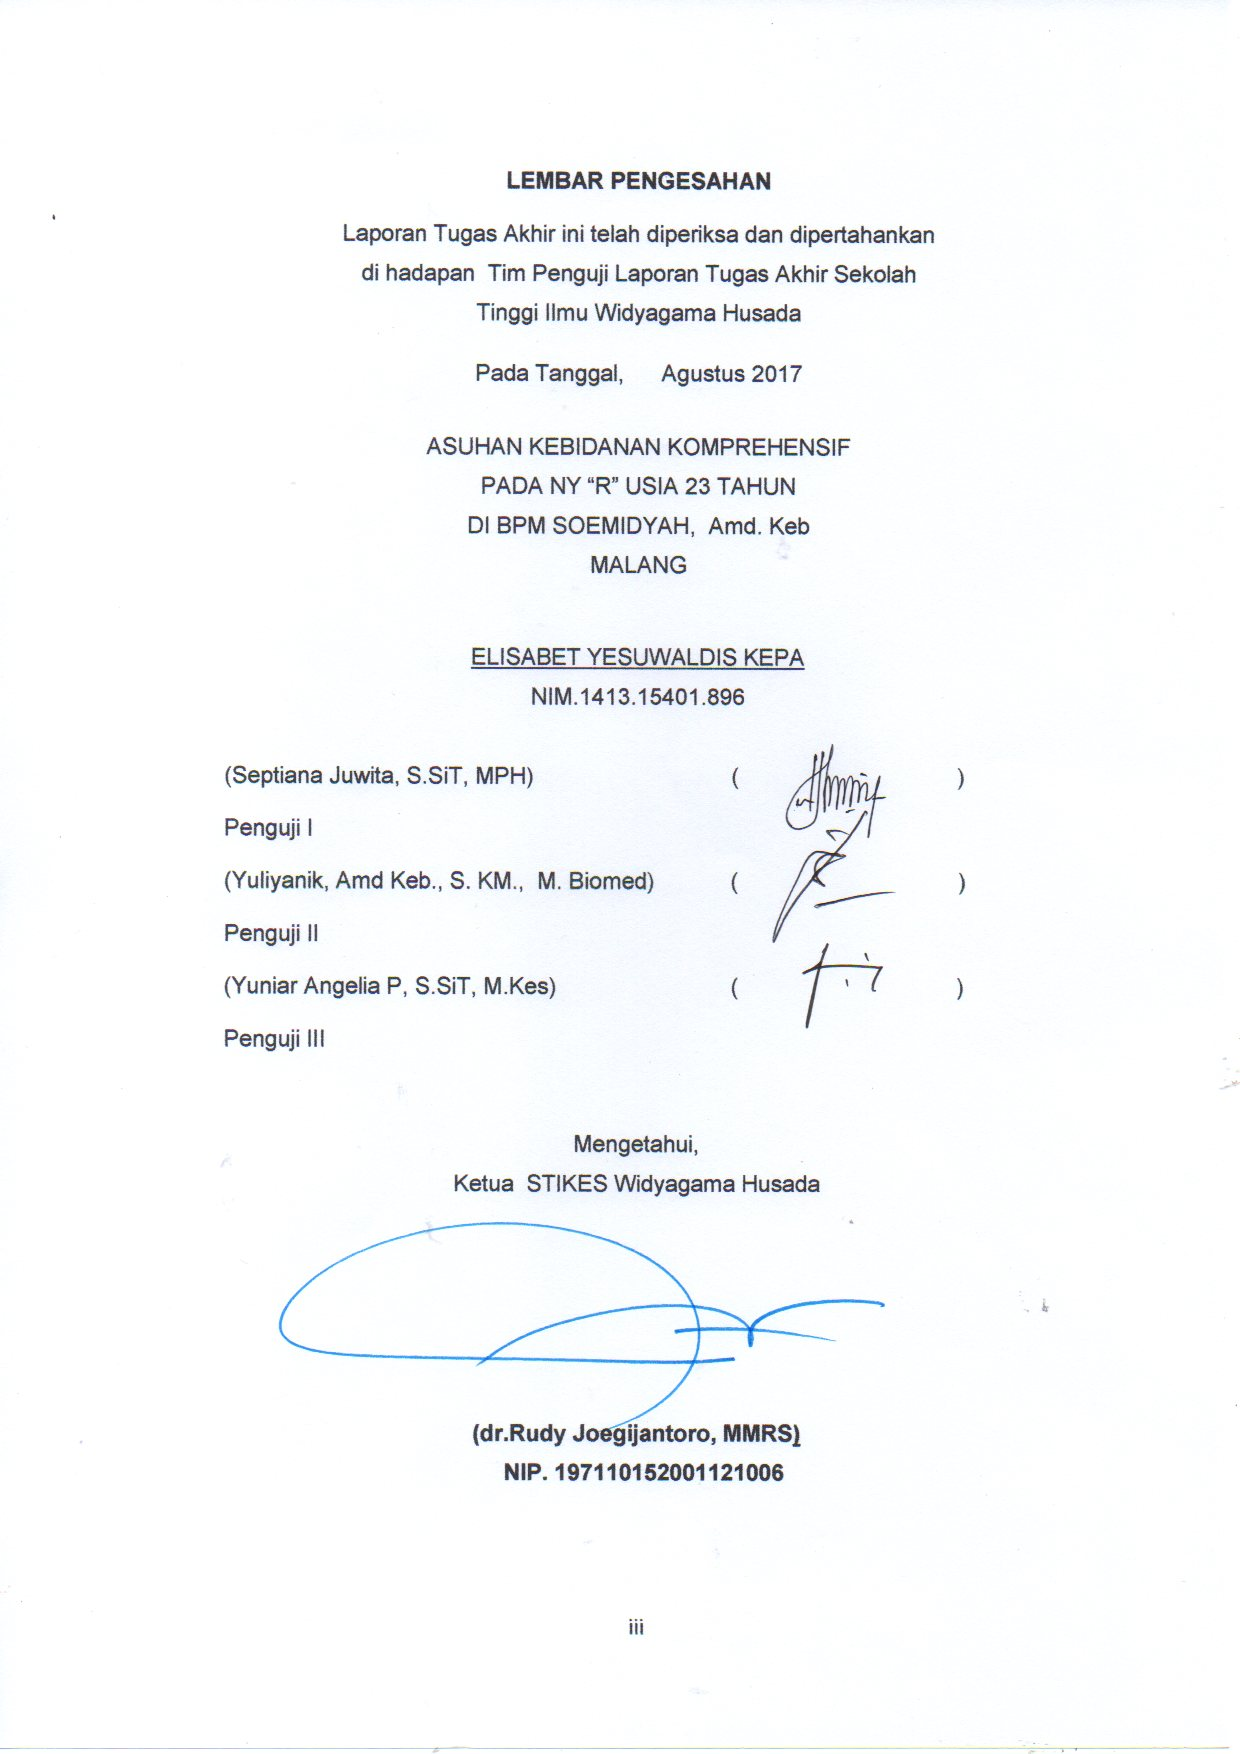 LEMBAR PENGESAHAN
Laporan Tugas Akhir ini telah diperiksa dan dipertahankan
di hadapan Tim Penguji Laporan Tugas Akhir Sekolah
Tinggi Ilmu Widyagama Husada
Pada Tanggal, Agustus 2017
ASUHAN KEBIDANAN KOMPREHENSIF
PADA NY “R” USIA 23 TAHUN
DI BPM SOEMIDYAH, Amd. Keb
MALANG
ELISABET YESUWALDIS KEPA
NIM.1413.15401.896
(Septiana Juwita, S.SiT, MPH) ( )
Penguji I
(Yuliyanik, Amd Keb., S. KM., M. Biomed) ( )
Penguji II
(Yuniar Angelia P, S.SiT, M.Kes) ( )
Penguji III
Mengetahui,
Ketua STIKES Widyagama Husada
(dr.Rudy Joegijantoro, MMRS)
NIP. 197110152001121006
iii